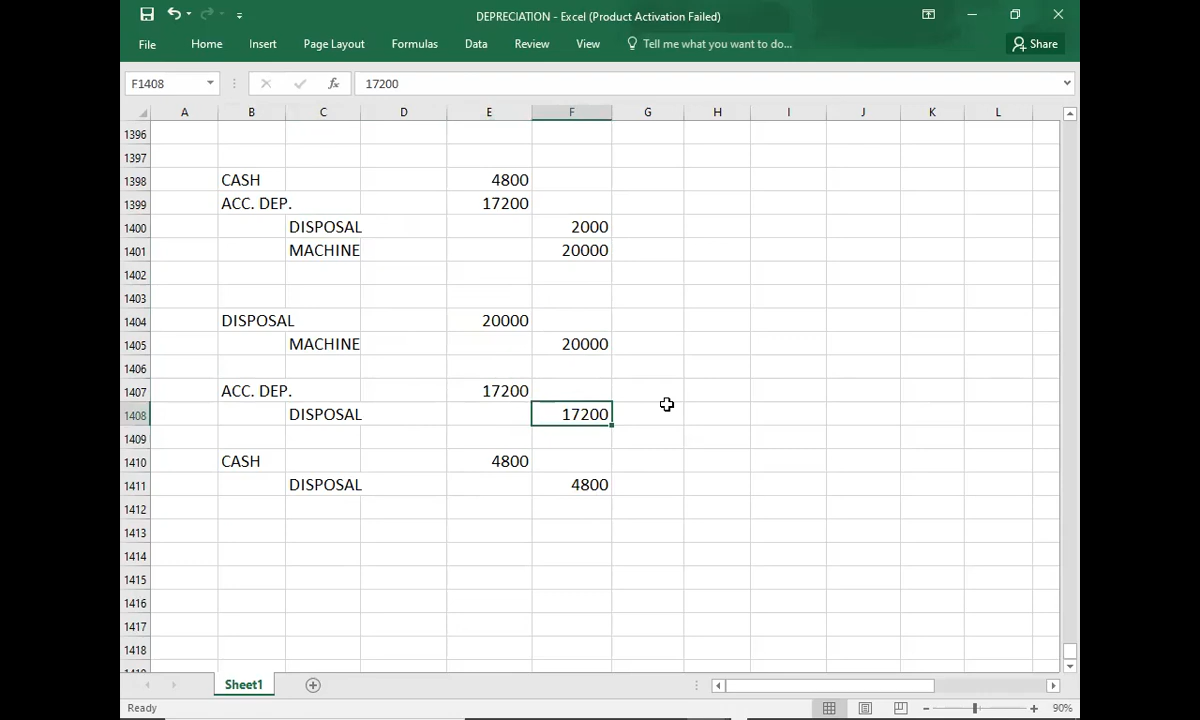 DEPRECIATION - Excel (Product Activation Failed)
File Home Insert Page Layout Formulas Data Review View Tell me what you want to do... Share
F1408 fx 17200
A B C D E F G H I J K L
1396
1397
1398 CASH 4800
1399 ACC. DEP. 17200
1400 DISPOSAL 2000
1401 MACHINE 20000
1402
1403
1404 DISPOSAL 20000
1405 MACHINE 20000
1406
1407 ACC. DEP. 17200
1408 DISPOSAL 17200
1409
1410 CASH 4800
1411 DISPOSAL 4800
1412
1413
1414
1415
1416
1417
1418
Sheet1
Ready 90%